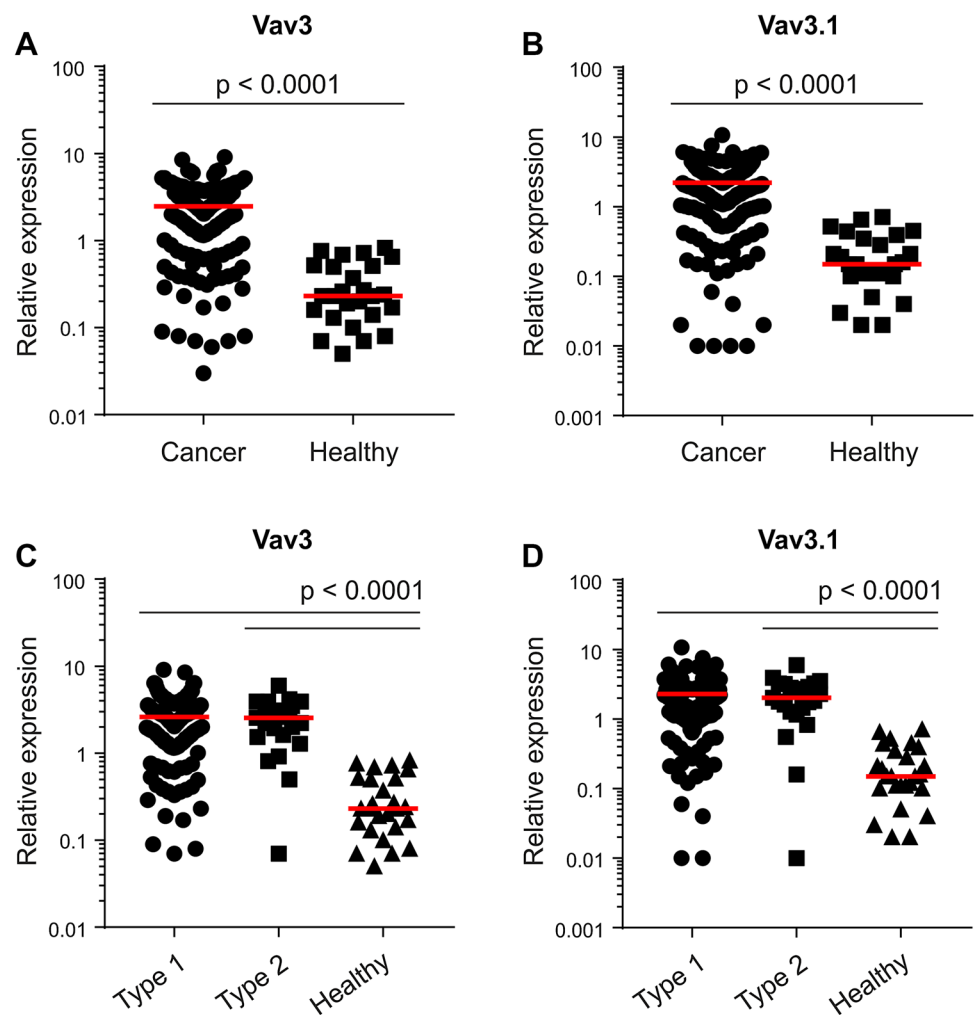 A
Vav3
p < 0.0001
Relative expression
100
10
1
0.1
0.01
Cancer
Healthy
B
Vav3.1
p < 0.0001
Relative expression
100
10
1
0.1
0.01
0.001
Cancer
Healthy
C
Vav3
p < 0.0001
Relative expression
100
10
1
0.1
0.01
Type 1
Type 2
Healthy
D
Vav3.1
p < 0.0001
Relative expression
100
10
1
0.1
0.01
0.001
Type 1
Type 2
Healthy